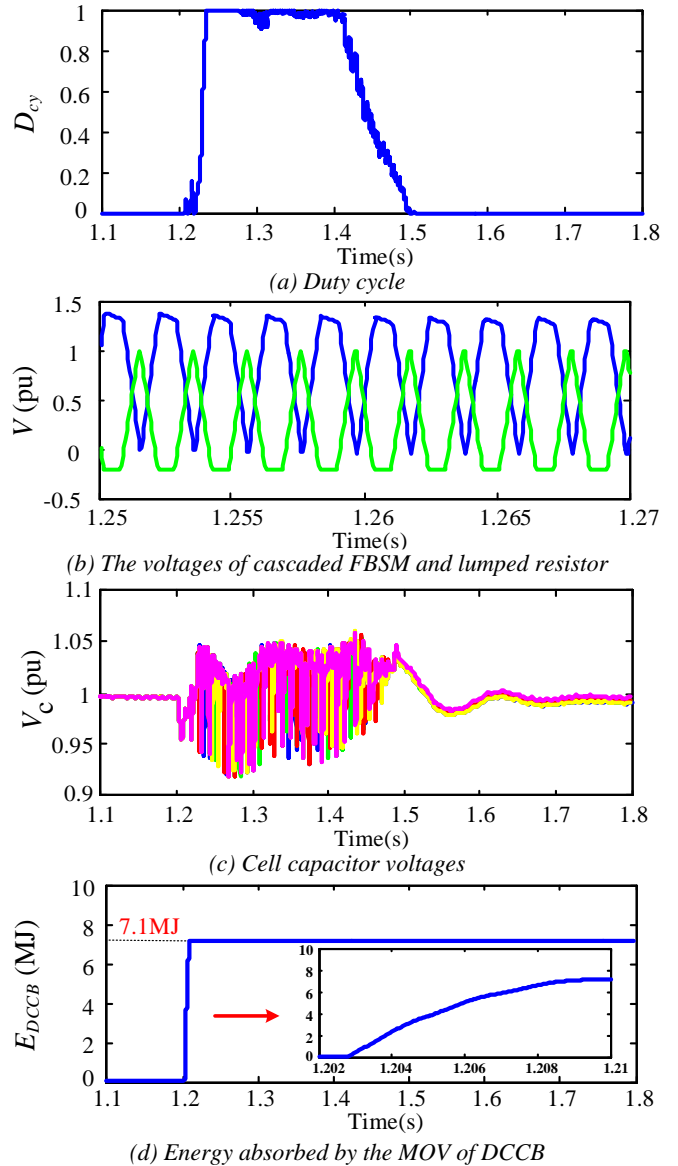 1
0.8
0.6
0.4
0.2
0
D_cy
1.1 1.2 1.3 1.4 1.5 1.6 1.7 1.8
Time(s)
(a) Duty cycle
1.5
1
0.5
0
-0.5
V (pu)
1.25 1.255 1.26 1.265 1.27
Time(s)
(b) The voltages of cascaded FBSM and lumped resistor
1.1
1.05
1
0.95
0.9
V_C (pu)
1.1 1.2 1.3 1.4 1.5 1.6 1.7 1.8
Time(s)
(c) Cell capacitor voltages
10
8
6
4
2
0
E_DCCB (MJ)
7.1MJ
10
8
6
4
2
0
1.202 1.204 1.206 1.208 1.21
1.1 1.2 1.3 1.4 1.5 1.6 1.7 1.8
Time(s)
(d) Energy absorbed by the MOV of DCCB